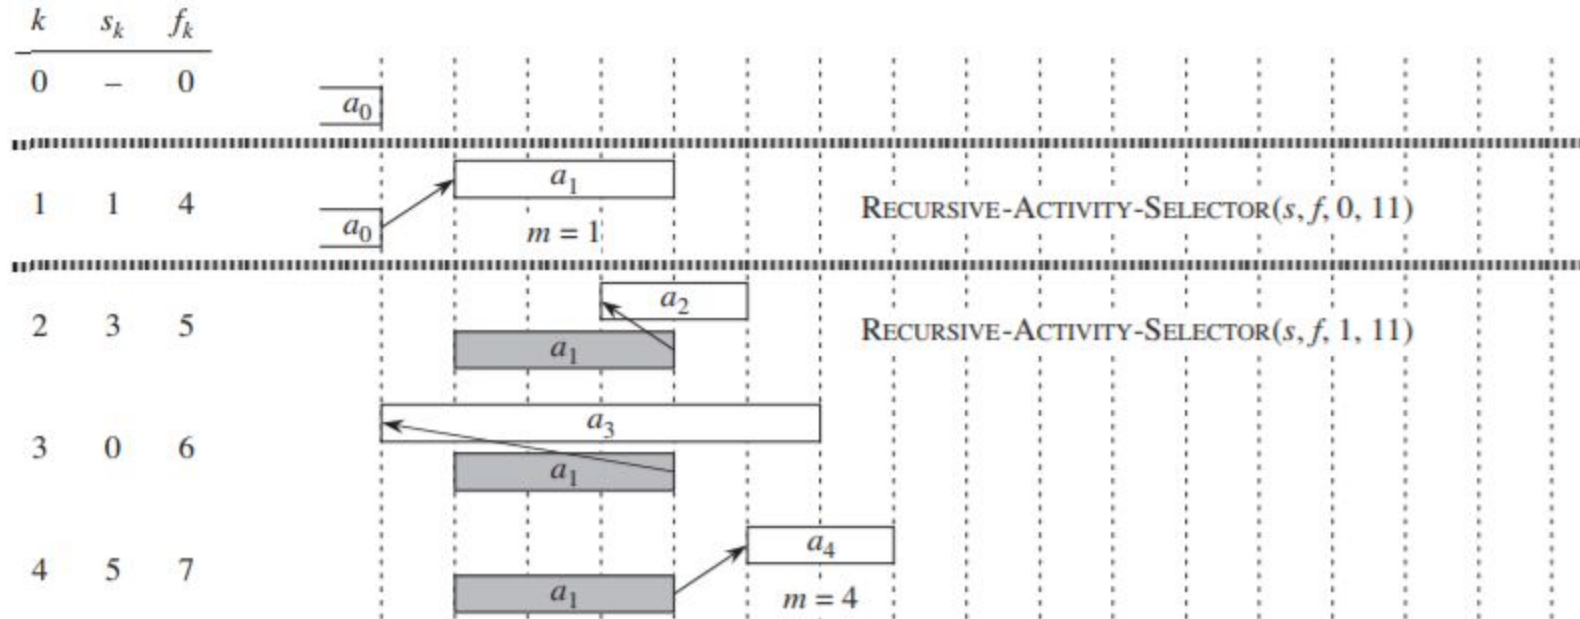 k s_k f_k
0 – 0
a_0
a_1
1 1 4 RECURSIVE-ACTIVITY-SELECTOR(s, f, 0, 11)
a_0 m = 1
a_2
2 3 5 RECURSIVE-ACTIVITY-SELECTOR(s, f, 1, 11)
a_1
a_3
3 0 6
a_1
a_4
4 5 7
a_1 m = 4